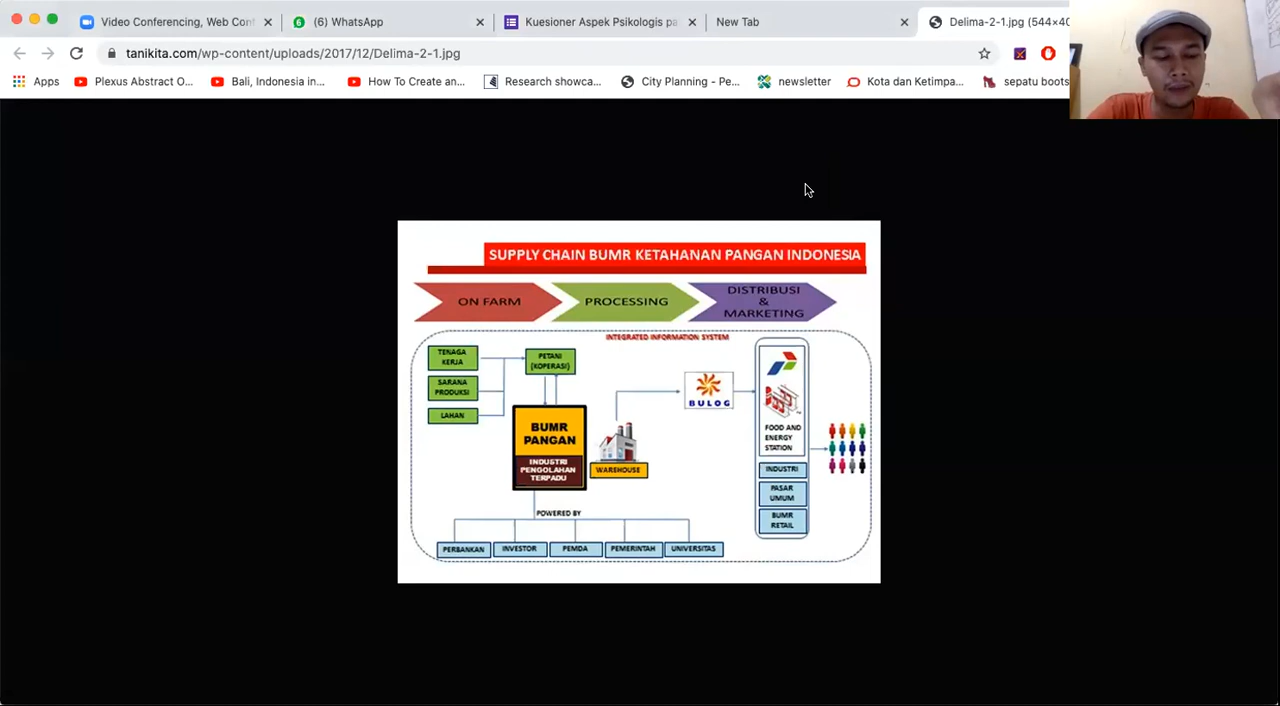 Video Conferencing, Web Cont
(6) WhatsApp
Kuesioner Aspek Psikologis pa
New Tab
Delima-2-1.jpg (544×40
tanikita.com/wp-content/uploads/2017/12/Delima-2-1.jpg
Apps
Plexus Abstract O...
Bali, Indonesia in...
How To Create an...
Research showca...
City Planning - Pe...
newsletter
Kota dan Ketimpa...
sepatu boots
SUPPLY CHAIN BUMR KETAHANAN PANGAN INDONESIA
ON FARM
PROCESSING
DISTRIBUSI
&
MARKETING
INTEGRATED INFORMATION SYSTEM
TENAGA
KERJA
SARANA
PRODUKSI
LAHAN
PETANI
(KOPERASI)
BUMR
PANGAN
INDUSTRI
PENGOLAHAN
TERPADU
WAREHOUSE
BULOG
FOOD AND
ENERGY
STATION
INDUSTRI
PASAR
UMUM
BUMR
RETAIL
POWERED BY
PERBANKAN
INVESTOR
PEMDA
PEMERINTAH
UNIVERSITAS